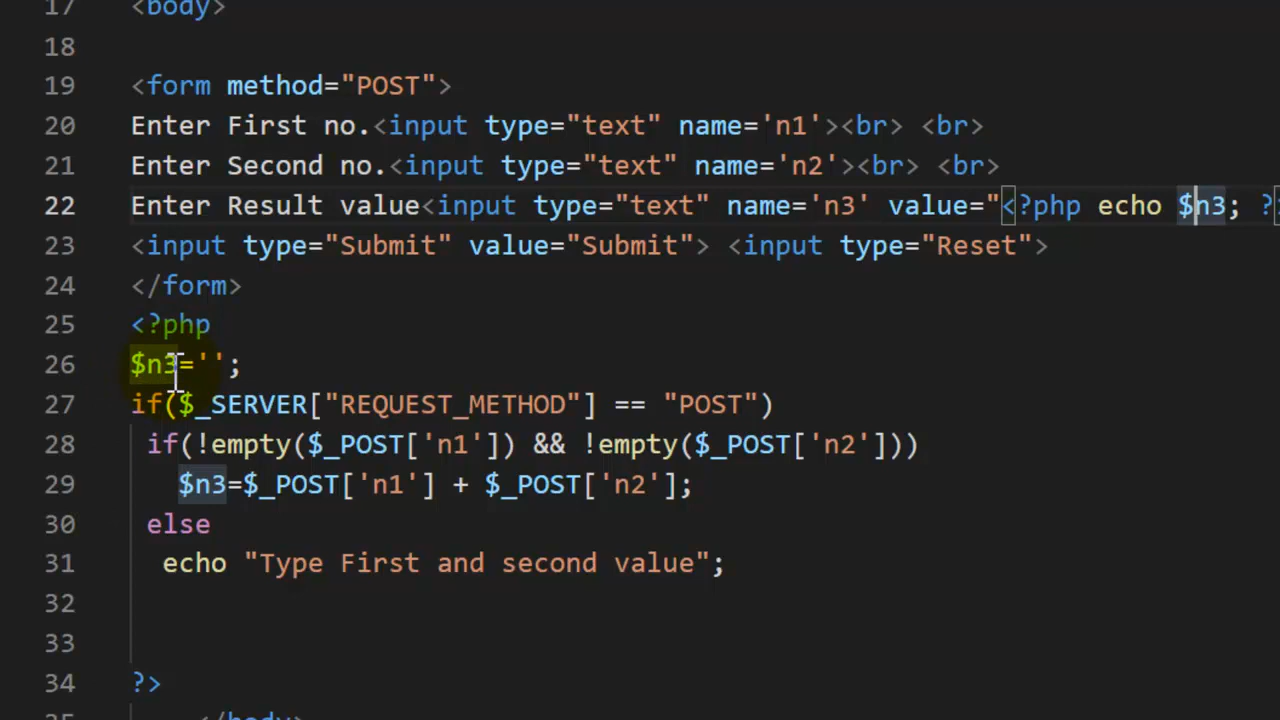 17 <body>
18
19 <form method="POST">
20 Enter First no.<input type="text" name='n1'><br> <br>
21 Enter Second no.<input type="text" name='n2'><br> <br>
22 Enter Result value<input type="text" name='n3' value="<?php echo $n3; ?>
23 <input type="Submit" value="Submit"> <input type="Reset">
24 </form>
25 <?php
26 $n3='';
27 if($_SERVER["REQUEST_METHOD"] == "POST")
28 if(!empty($_POST['n1']) && !empty($_POST['n2']))
29 $n3=$_POST['n1'] + $_POST['n2'];
30 else
31 echo "Type First and second value";
32
33
34 ?>
35 </body>